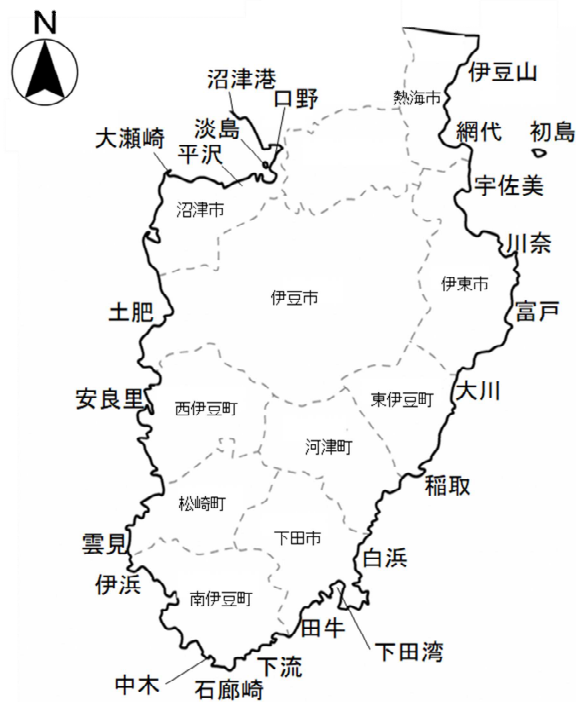 N
伊豆山
沼津港
熱海市
口野
淡島
網代
初島
大瀬崎
平沢
宇佐美
沼津市
川奈
伊豆市
伊東市
土肥
富戸
安良里
西伊豆町
東伊豆町
大川
河津町
稲取
松崎町
下田市
雲見
白浜
伊浜
南伊豆町
田牛
下田湾
下流
中木
石廊崎